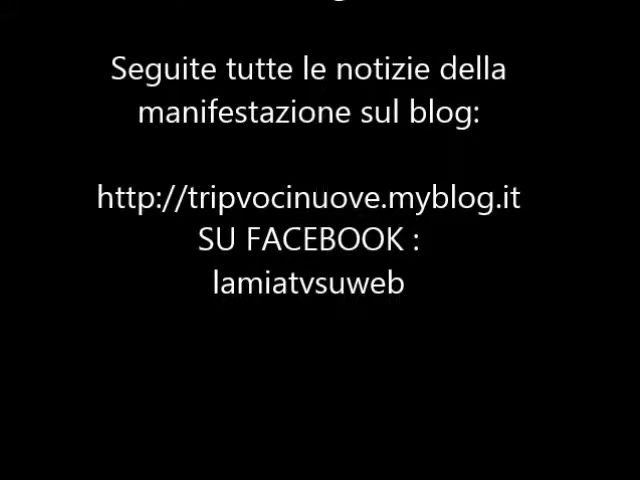 Seguite tutte le notizie della
manifestazione sul blog:
http://tripvocinuove.myblog.it
SU FACEBOOK :
lamiatvsuweb